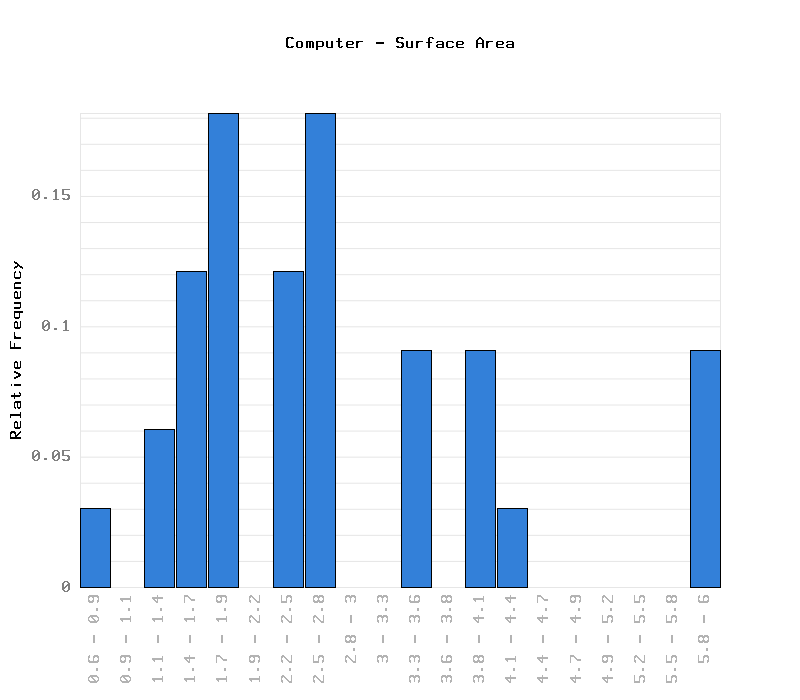 Computer - Surface Area
Relative Frequency
0.15
0.1
0.05
0
0.6 - 0.9
0.9 - 1.1
1.1 - 1.4
1.4 - 1.7
1.7 - 1.9
1.9 - 2.2
2.2 - 2.5
2.5 - 2.8
2.8 - 3
3 - 3.3
3.3 - 3.6
3.6 - 3.8
3.8 - 4.1
4.1 - 4.4
4.4 - 4.7
4.7 - 4.9
4.9 - 5.2
5.2 - 5.5
5.5 - 5.8
5.8 - 6